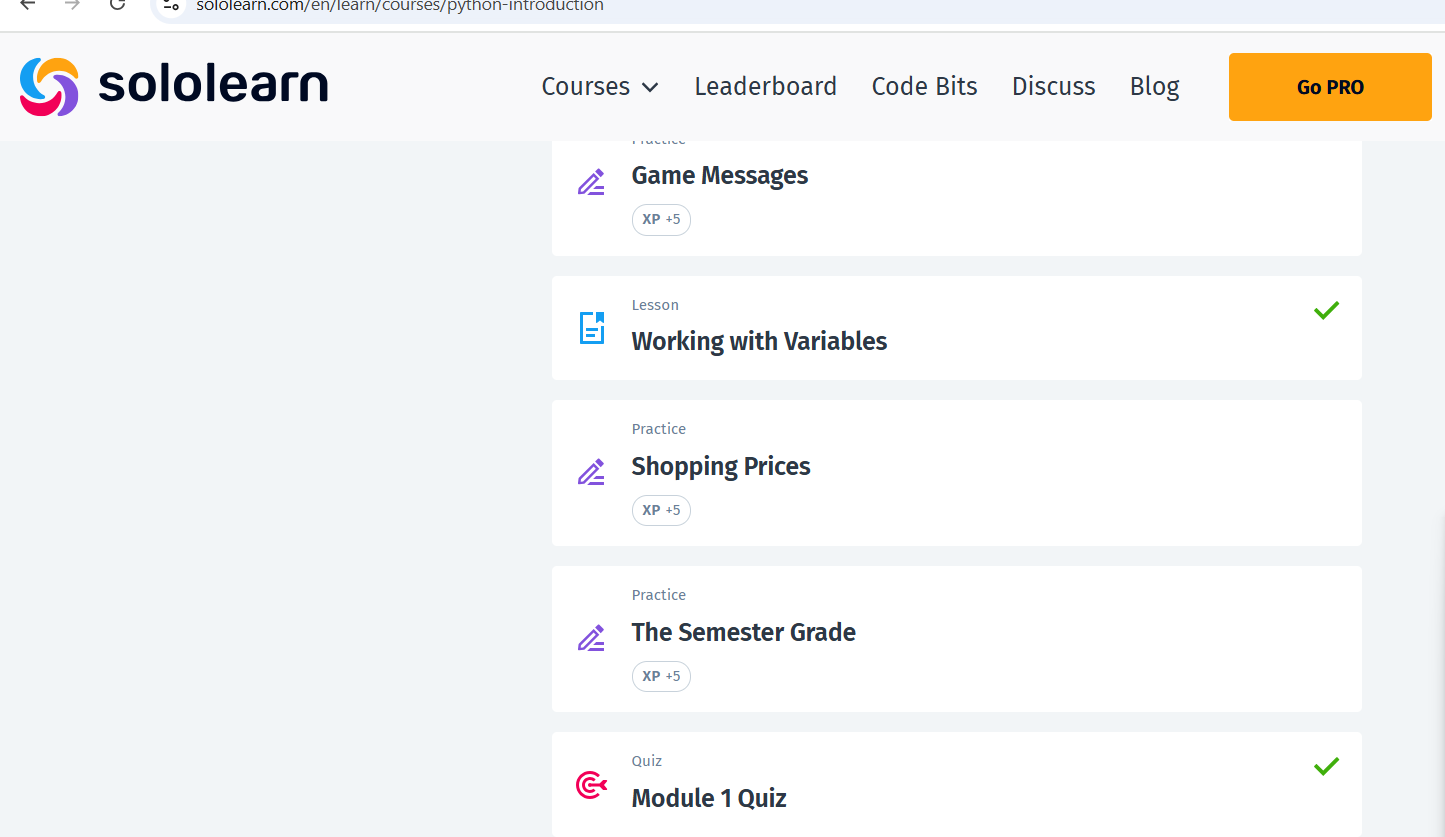 sololearn.com/en/learn/courses/python-introduction
sololearn
Courses
Leaderboard
Code Bits
Discuss
Blog
Go PRO
Practice
Game Messages
XP +5
Lesson
Working with Variables
Practice
Shopping Prices
XP +5
Practice
The Semester Grade
XP +5
Quiz
Module 1 Quiz